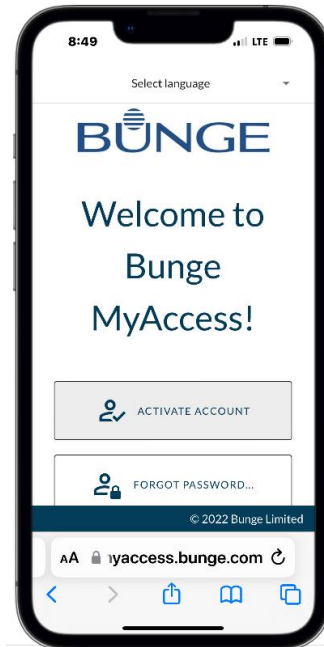 8:49
LTE
Select language
BUNGE
Welcome to
Bunge
MyAccess!
ACTIVATE ACCOUNT
FORGOT PASSWORD...
© 2022 Bunge Limited
AA yaccess.bunge.com